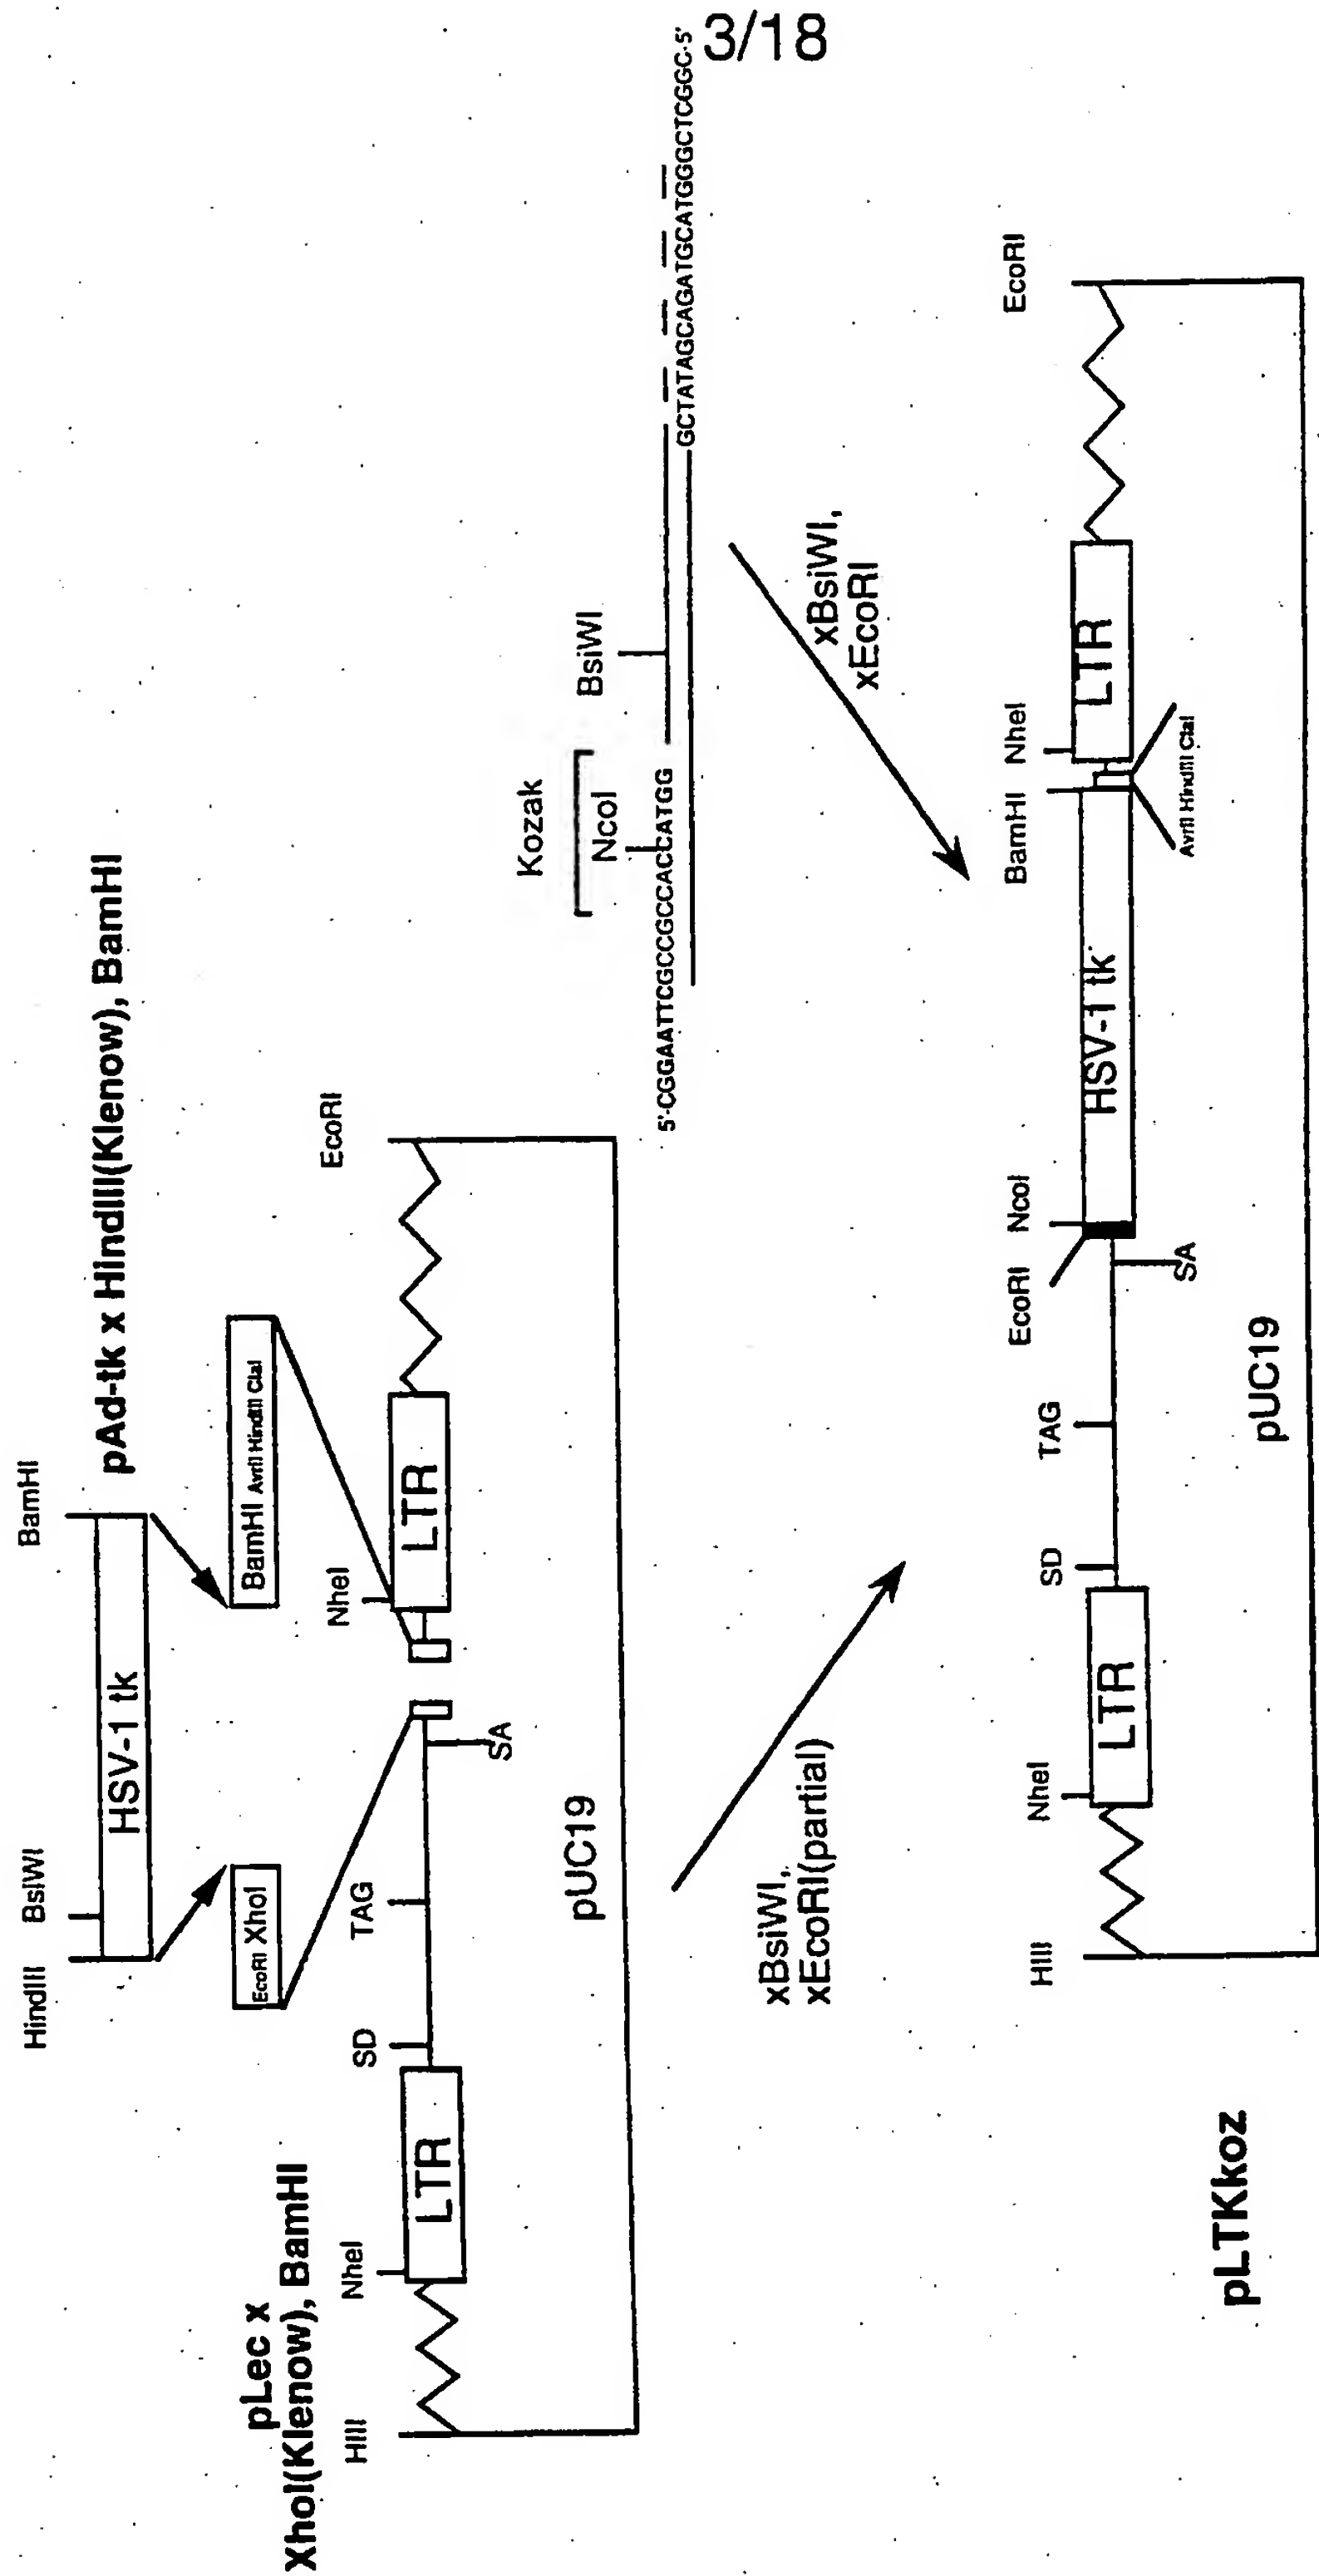 3/18
HindIII BsiWI BamHI
HSV-1 tk
pAd-tk x HindIII(Klenow), BamHI
EcoRI XhoI
BamHI AvrII HindIII ClaI
pLec x
XhoI(Klenow), BamHI
HIII NheI SD TAG NheI EcoRI
LTR LTR
SA
pUC19
Kozak
NcoI BsiWI
5'-CGGAATTCGCCGCCACCATGG
GCTATAGCAGATGCATGGGCTCGGC-5'
xBsiWI,
xEcoRI(partial)
xBsiWI,
xEcoRI
HIII NheI SD TAG EcoRI NcoI BamHI NheI EcoRI
LTR HSV-1 tk LTR
SA
AvrII HindIII ClaI
pUC19
pLTKkoz